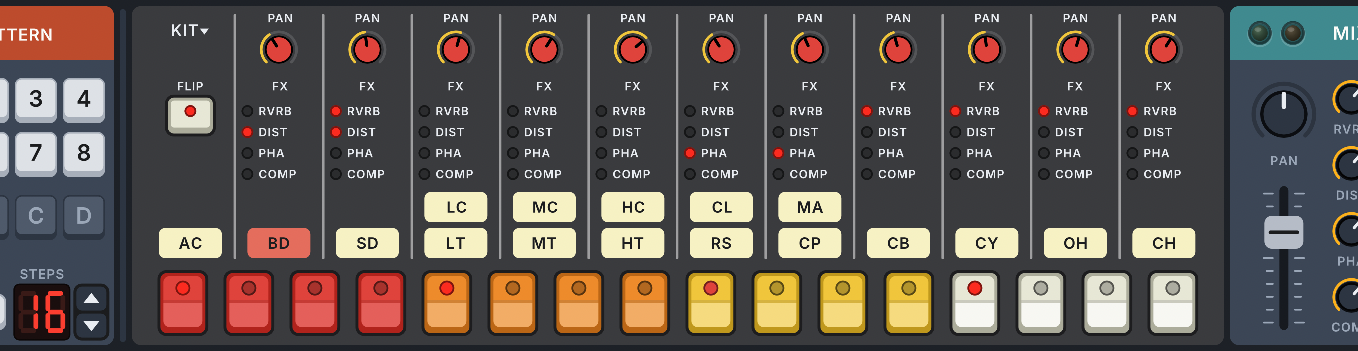 TTERN
3 4
7 8
C D
STEPS
16
KIT▾
FLIP
PAN PAN PAN PAN PAN PAN PAN PAN PAN PAN PAN
FX FX FX FX FX FX FX FX FX FX FX
RVRB RVRB RVRB RVRB RVRB RVRB RVRB RVRB RVRB RVRB RVRB
DIST DIST DIST DIST DIST DIST DIST DIST DIST DIST DIST
PHA PHA PHA PHA PHA PHA PHA PHA PHA PHA PHA
COMP COMP COMP COMP COMP COMP COMP COMP COMP COMP COMP
LC MC HC CL MA
AC BD SD LT MT HT RS CP CB CY OH CH
MI
PAN
RVR
DIS
PHA
COM